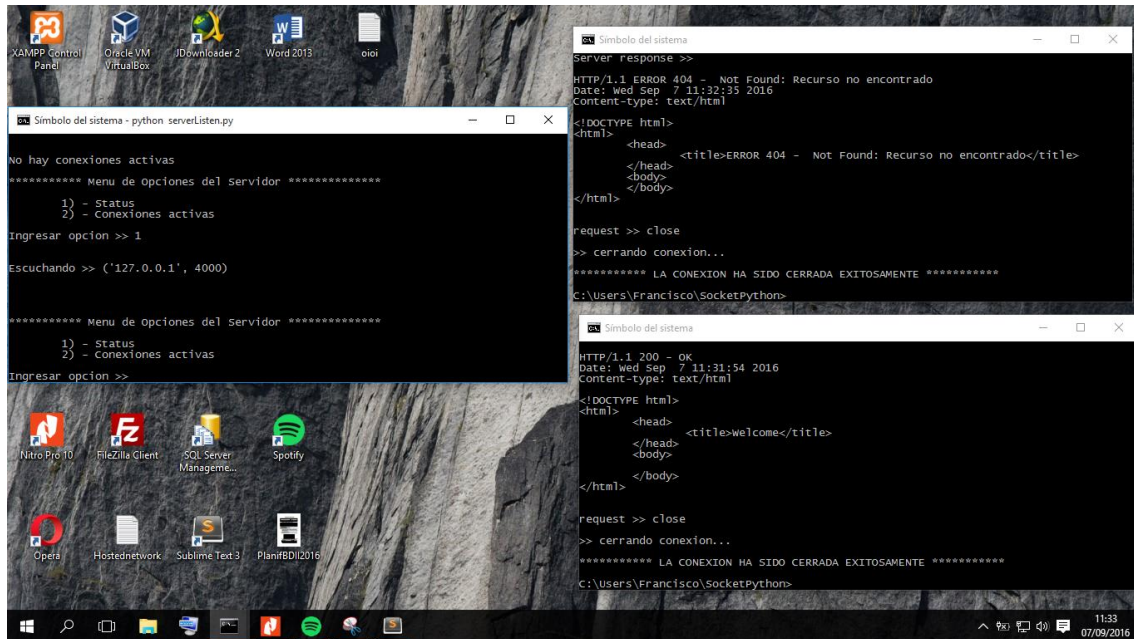 XAMPP Control Panel
Oracle VM VirtualBox
JDownloader 2
Word 2013
oioi
Símbolo del sistema - python serverListen.py
No hay conexiones activas
*********** Menu de Opciones del Servidor **************
1) - Status
2) - Conexiones activas
Ingresar opcion >> 1
Escuchando >> ('127.0.0.1', 4000)
*********** Menu de Opciones del Servidor **************
1) - Status
2) - Conexiones activas
Ingresar opcion >>
Nitro Pro 10
FileZilla Client
SQL Server Manageme...
Spotify
Opera
Hostednetwork
Sublime Text 3
PlanifBDII2016
Símbolo del sistema
Server response >>
HTTP/1.1 ERROR 404 -  Not Found: Recurso no encontrado
Date: Wed Sep  7 11:32:35 2016
Content-type: text/html
<!DOCTYPE html>
<html>
<head>
<title>ERROR 404 -  Not Found: Recurso no encontrado</title>
</head>
<body>
</body>
</html>
request >> close
>> cerrando conexion...
*********** LA CONEXION HA SIDO CERRADA EXITOSAMENTE ***********
C:\Users\Francisco\SocketPython>
Símbolo del sistema
HTTP/1.1 200 - OK
Date: Wed Sep  7 11:31:54 2016
Content-type: text/html
<!DOCTYPE html>
<html>
<head>
<title>Welcome</title>
</head>
<body>
</body>
</html>
request >> close
>> cerrando conexion...
*********** LA CONEXION HA SIDO CERRADA EXITOSAMENTE ***********
C:\Users\Francisco\SocketPython>
11:33
07/09/2016